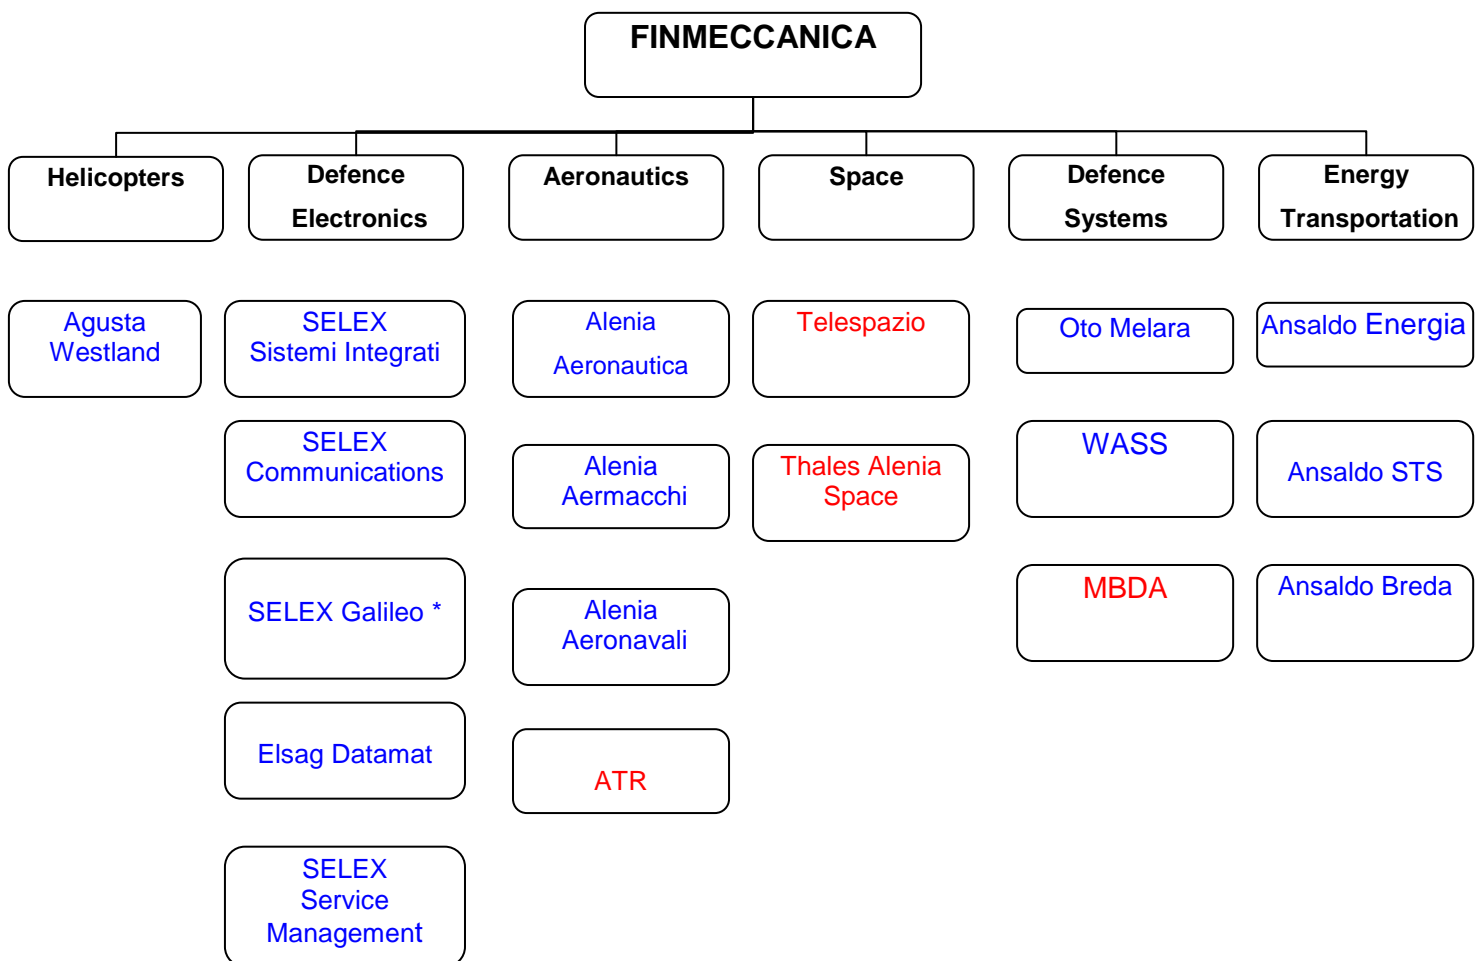 FINMECCANICA
Helicopters
Defence
Electronics
Aeronautics
Space
Defence
Systems
Energy
Transportation
Agusta
Westland
SELEX
Sistemi Integrati
Alenia
Aeronautica
Telespazio
Oto Melara
Ansaldo Energia
SELEX
Communications
Alenia
Aermacchi
Thales Alenia
Space
WASS
Ansaldo STS
SELEX Galileo *
Alenia
Aeronavali
MBDA
Ansaldo Breda
Elsag Datamat
ATR
SELEX
Service
Management